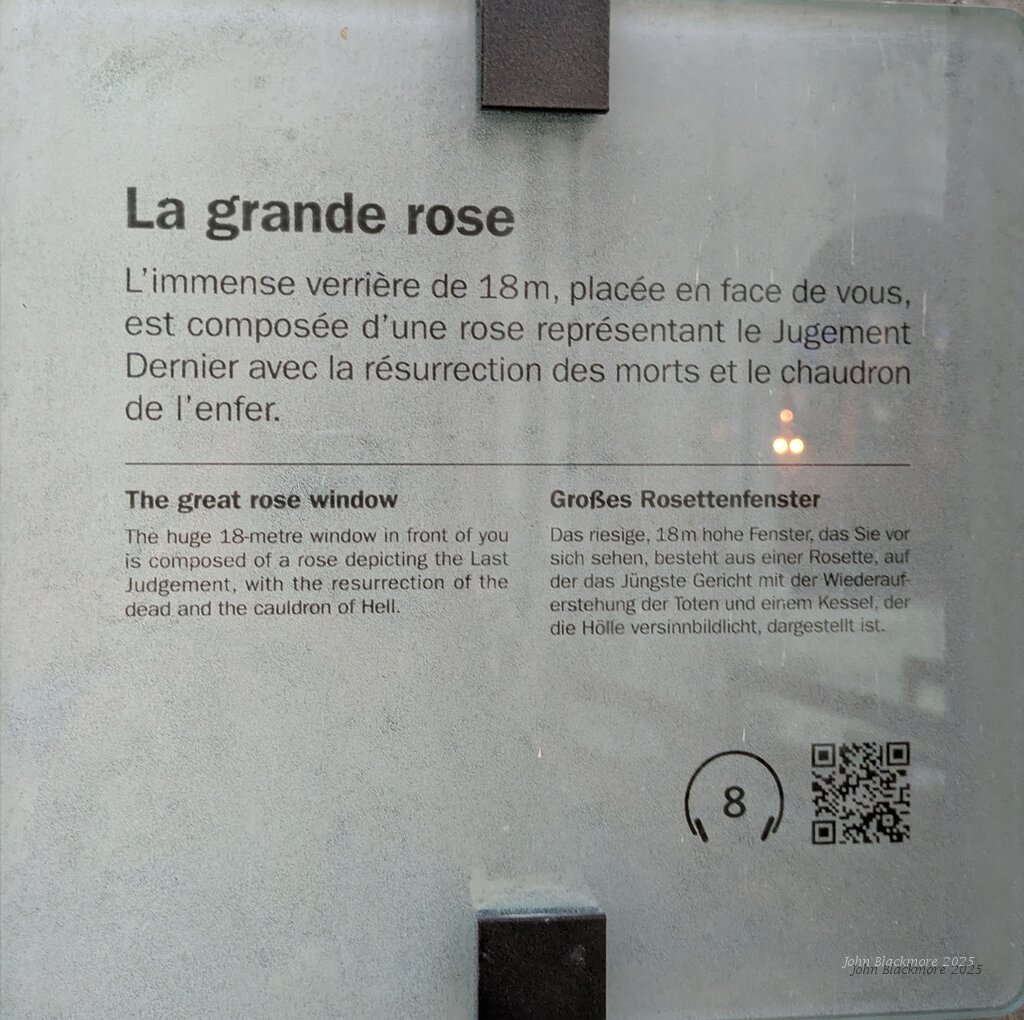 La grande rose
L'immense verrière de 18m, placée en face de vous,
est composée d'une rose représentant le Jugement
Dernier avec la résurrection des morts et le chaudron
de l'enfer.
The great rose window
The huge 18-metre window in front of you
is composed of a rose depicting the Last
Judgement, with the resurrection of the
dead and the cauldron of Hell.
Großes Rosettenfenster
Das riesige, 18m hohe Fenster, das Sie vor
sich sehen, besteht aus einer Rosette, auf
der das Jüngste Gericht mit der Wiederauf-
erstehung der Toten und einem Kessel, der
die Hölle versinnbildlicht, dargestellt ist.
8
John Blackmore 2025
John Blackmore 2025